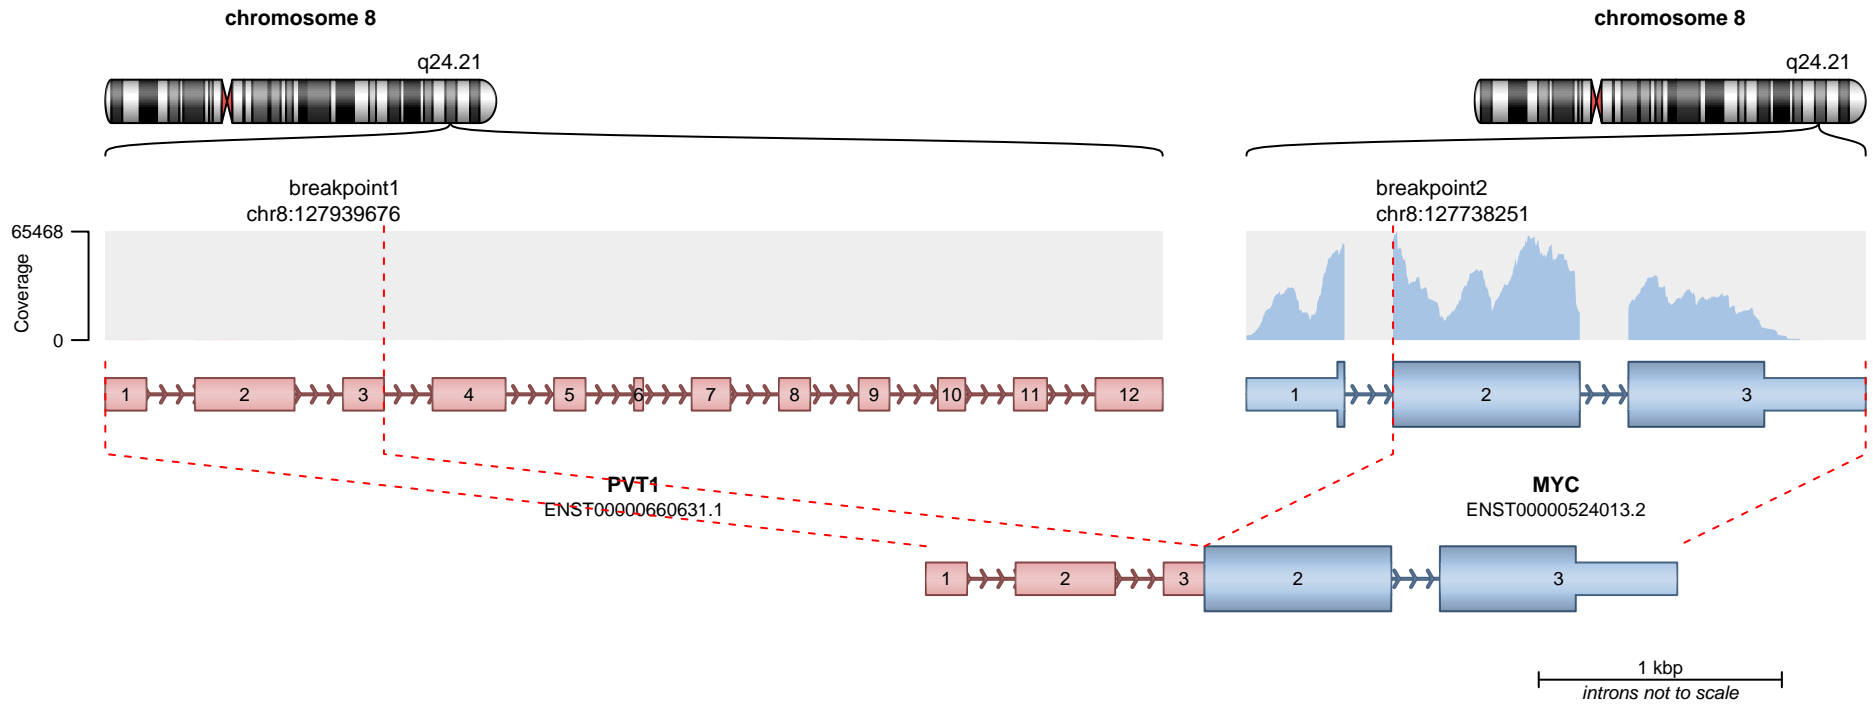 chromosome 8
chromosome 8
q24.21
q24.21
breakpoint1
chr8:127939676
breakpoint2
chr8:127738251
65468
Coverage
0
1 2 3 4 5 6 7 8 9 10 11 12
1 2 3
PVT1
ENST00000660631.1
MYC
ENST00000524013.2
1 2 3 2 3
1 kbp
introns not to scale